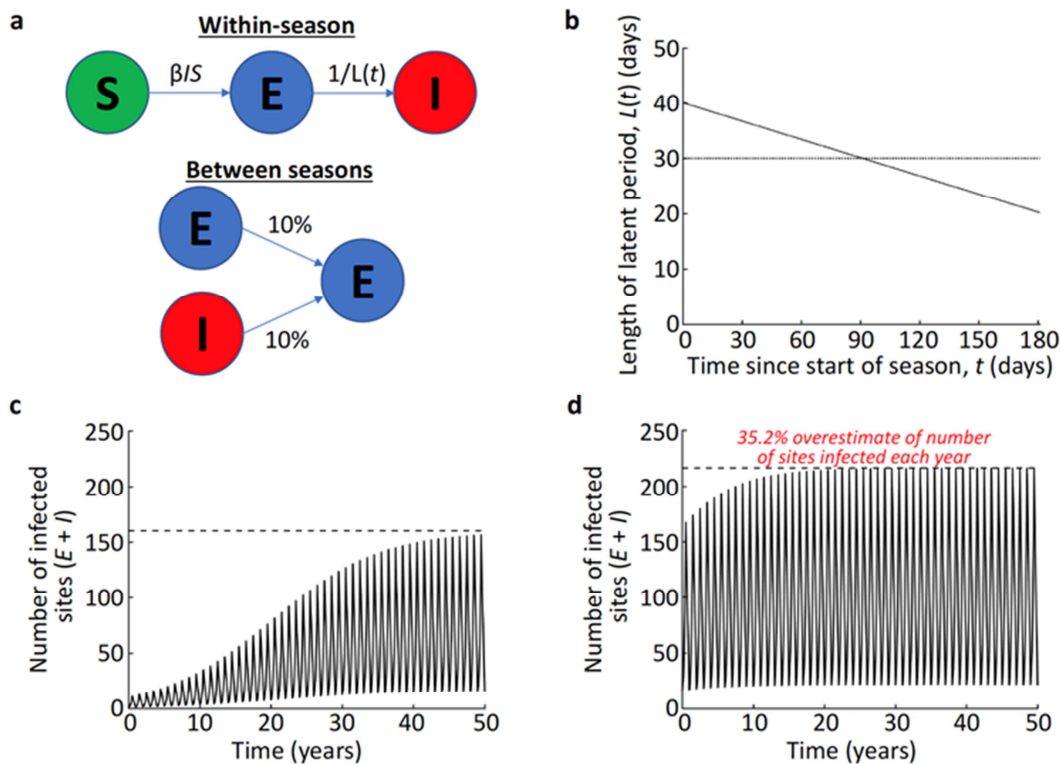 a
Within-season
S
βIS
E
1/L(t)
I
Between seasons
E
10%
E
I
10%
b
Length of latent period, L(t) (days)
50
40
30
20
10
0
0 30 60 90 120 150 180
Time since start of season, t (days)
c
Number of infected
sites (E + I)
250
200
150
100
50
0
0 10 20 30 40 50
Time (years)
d
Number of infected
sites (E + I)
250
200
150
100
50
0
35.2% overestimate of number
of sites infected each year
0 10 20 30 40 50
Time (years)